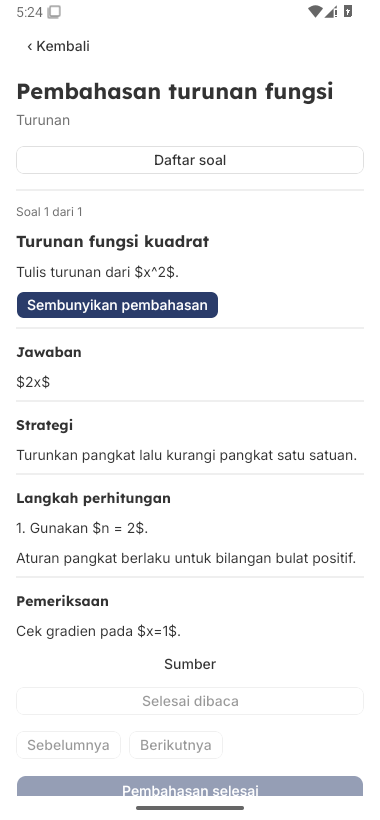 5:24
‹ Kembali
Pembahasan turunan fungsi
Turunan
Daftar soal
Soal 1 dari 1
Turunan fungsi kuadrat
Tulis turunan dari $x^2$.
Sembunyikan pembahasan
Jawaban
$2x$
Strategi
Turunkan pangkat lalu kurangi pangkat satu satuan.
Langkah perhitungan
1. Gunakan $n = 2$.
Aturan pangkat berlaku untuk bilangan bulat positif.
Pemeriksaan
Cek gradien pada $x=1$.
Sumber
Selesai dibaca
Sebelumnya
Berikutnya
Pembahasan selesai